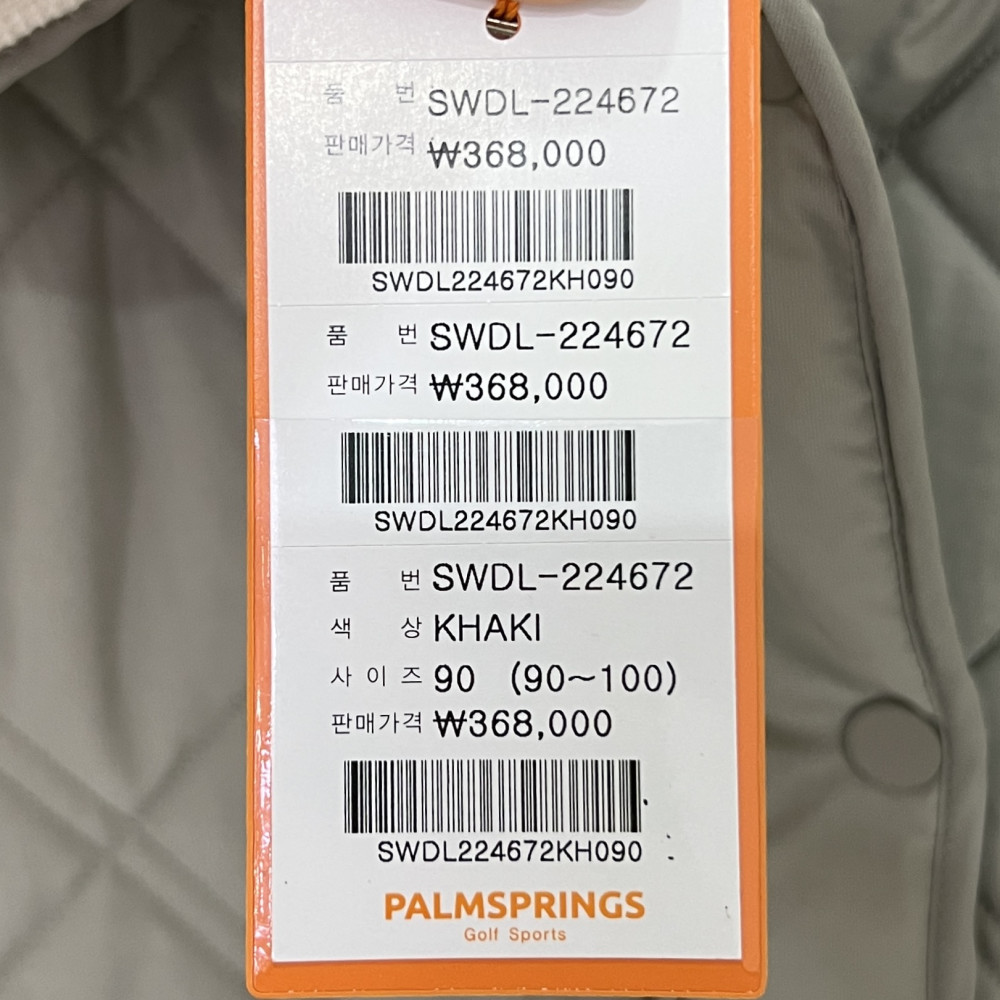 품 번 SWDL-224672
판매가격 ₩368,000
SWDL224672KH090
품 번 SWDL-224672
판매가격 ₩368,000
SWDL224672KH090
품 번 SWDL-224672
색 상 KHAKI
사 이 즈 90 (90~100)
판매가격 ₩368,000
SWDL224672KH090
PALMSPRINGS
Golf Sports